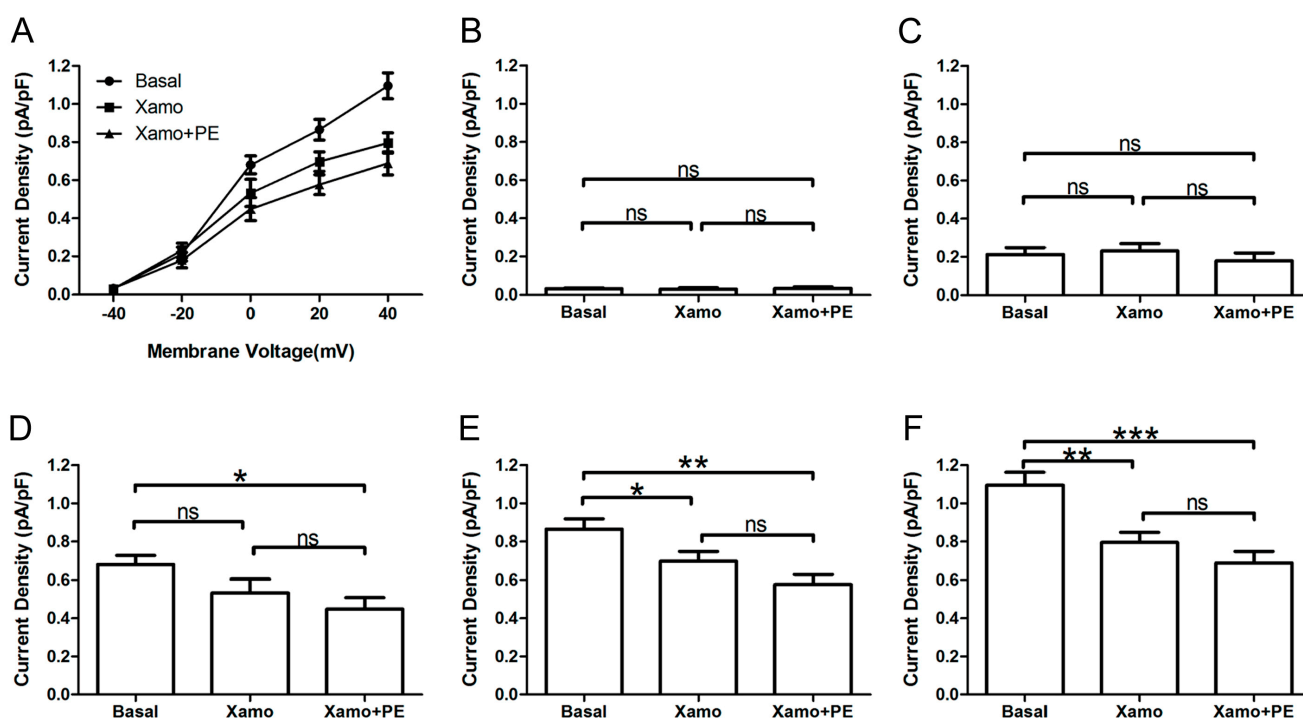 A
Current Density (pA/pF)
1.2
1.0
0.8
0.6
0.4
0.2
0.0
Basal
Xamo
Xamo+PE
-40 -20 0 20 40
Membrane Voltage(mV)
B
Current Density (pA/pF)
1.2
1.0
0.8
0.6
0.4
0.2
0.0
ns
ns ns
Basal Xamo Xamo+PE
C
Current Density (pA/pF)
1.2
1.0
0.8
0.6
0.4
0.2
0.0
ns
ns ns
Basal Xamo Xamo+PE
D
Current Density (pA/pF)
1.2
1.0
0.8
0.6
0.4
0.2
0.0
*
ns
ns
Basal Xamo Xamo+PE
E
Current Density (pA/pF)
1.2
1.0
0.8
0.6
0.4
0.2
0.0
**
*
ns
Basal Xamo Xamo+PE
F
Current Density (pA/pF)
1.2
1.0
0.8
0.6
0.4
0.2
0.0
***
**
ns
Basal Xamo Xamo+PE